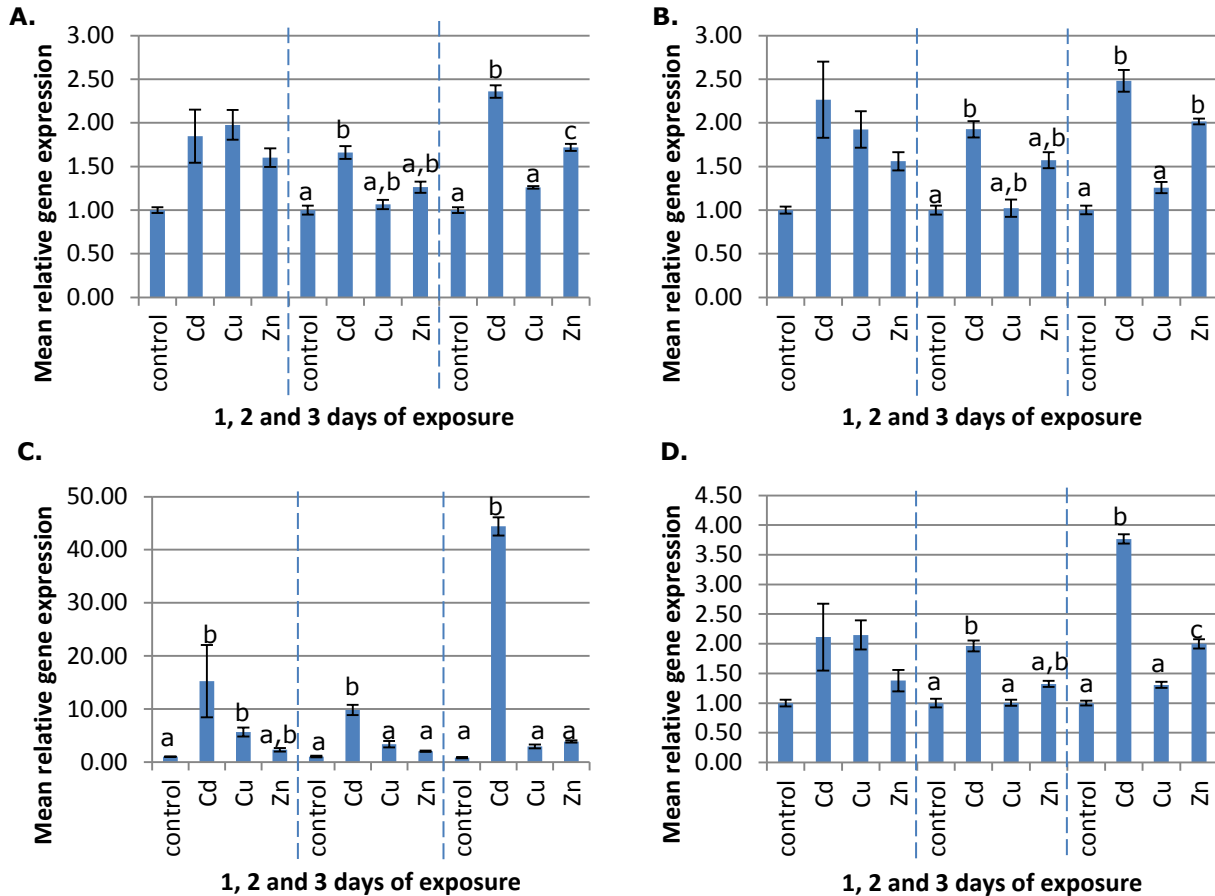 A.
Mean relative gene expression
3.00
2.50
2.00
1.50
1.00
0.50
0.00
a b a,b a,b a b a c
control Cd Cu Zn control Cd Cu Zn control Cd Cu Zn
1, 2 and 3 days of exposure
B.
Mean relative gene expression
3.00
2.50
2.00
1.50
1.00
0.50
0.00
a b a,b a,b a b a b
control Cd Cu Zn control Cd Cu Zn control Cd Cu Zn
1, 2 and 3 days of exposure
C.
Mean relative gene expression
50.00
40.00
30.00
20.00
10.00
0.00
a b b a,b a b a a a b a a
control Cd Cu Zn control Cd Cu Zn control Cd Cu Zn
1, 2 and 3 days of exposure
D.
Mean relative gene expression
4.50
4.00
3.50
3.00
2.50
2.00
1.50
1.00
0.50
0.00
a b a a,b a b a c
control Cd Cu Zn control Cd Cu Zn control Cd Cu Zn
1, 2 and 3 days of exposure